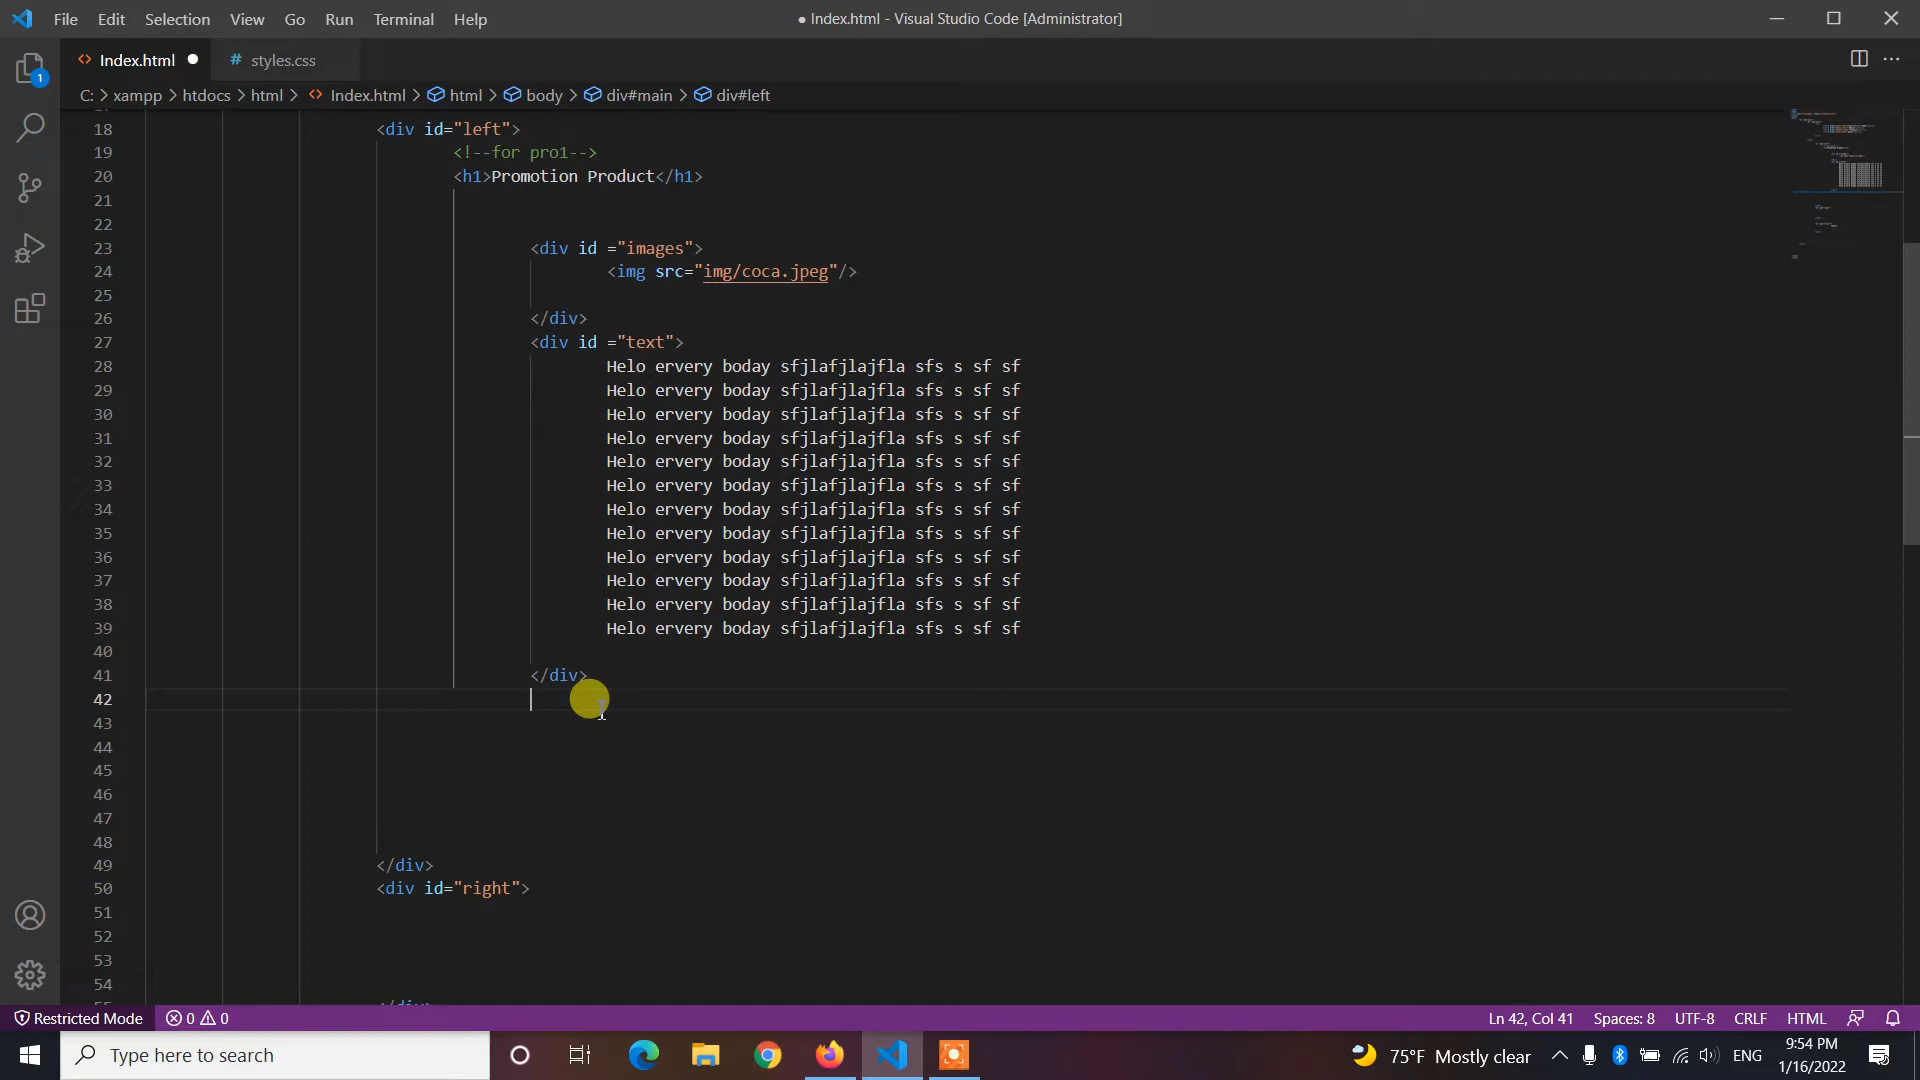 File Edit Selection View Go Run Terminal Help
● Index.html - Visual Studio Code [Administrator]
Index.html
# styles.css
C: > xampp > htdocs > html > Index.html > html > body > div#main > div#left
1
18 <div id="left">
19 <!--for pro1-->
20 <h1>Promotion Product</h1>
21
22
23 <div id ="images">
24 <img src="img/coca.jpeg"/>
25
26 </div>
27 <div id ="text">
28 Helo ervery boday sfjlafjlajfla sfs s sf sf
29 Helo ervery boday sfjlafjlajfla sfs s sf sf
30 Helo ervery boday sfjlafjlajfla sfs s sf sf
31 Helo ervery boday sfjlafjlajfla sfs s sf sf
32 Helo ervery boday sfjlafjlajfla sfs s sf sf
33 Helo ervery boday sfjlafjlajfla sfs s sf sf
34 Helo ervery boday sfjlafjlajfla sfs s sf sf
35 Helo ervery boday sfjlafjlajfla sfs s sf sf
36 Helo ervery boday sfjlafjlajfla sfs s sf sf
37 Helo ervery boday sfjlafjlajfla sfs s sf sf
38 Helo ervery boday sfjlafjlajfla sfs s sf sf
39 Helo ervery boday sfjlafjlajfla sfs s sf sf
40
41 </div>
42
43
44
45
46
47
48
49 </div>
50 <div id="right">
51
52
53
54
55 </div>
Restricted Mode 0 0
Ln 42, Col 41 Spaces: 8 UTF-8 CRLF HTML
Type here to search
75°F Mostly clear
ENG
9:54 PM
1/16/2022